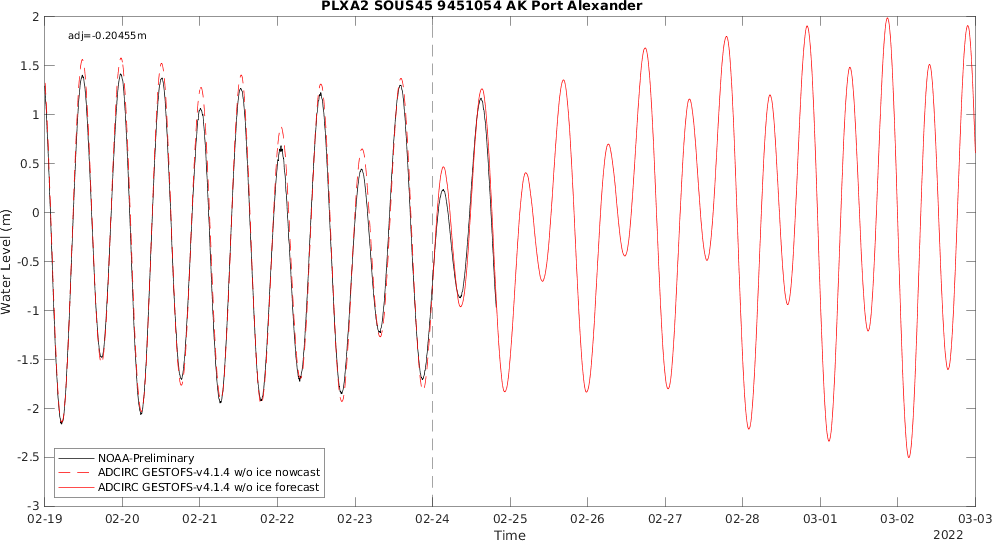 PLXA2 SOUS45 9451054 AK Port Alexander
adj=-0.20455m
2
1.5
1
0.5
0
-0.5
-1
-1.5
-2
-2.5
-3
Water Level (m)
NOAA-Preliminary
ADCIRC GESTOFS-v4.1.4 w/o ice nowcast
ADCIRC GESTOFS-v4.1.4 w/o ice forecast
02-19 02-20 02-21 02-22 02-23 02-24 02-25 02-26 02-27 02-28 03-01 03-02 03-03
Time
2022